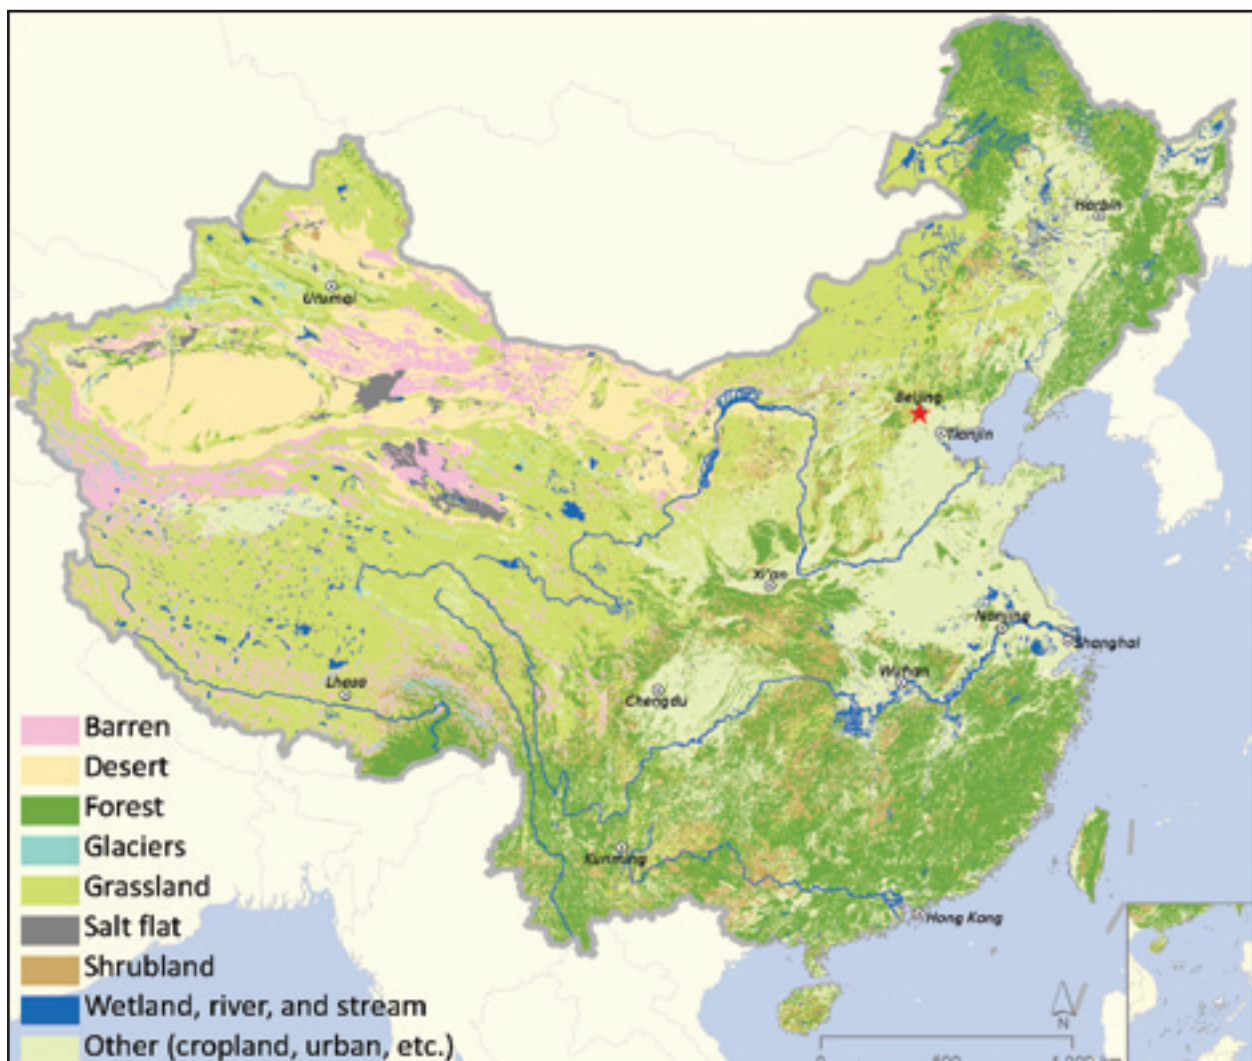 Harbin
Urumqi
Beijing
Tianjin
Xi'an
Nanjing
Shanghai
Wuhan
Lhasa
Chengdu
Kunming
Hong Kong
Barren
Desert
Forest
Glaciers
Grassland
Salt flat
Shrubland
Wetland, river, and stream
Other (cropland, urban, etc.)
N